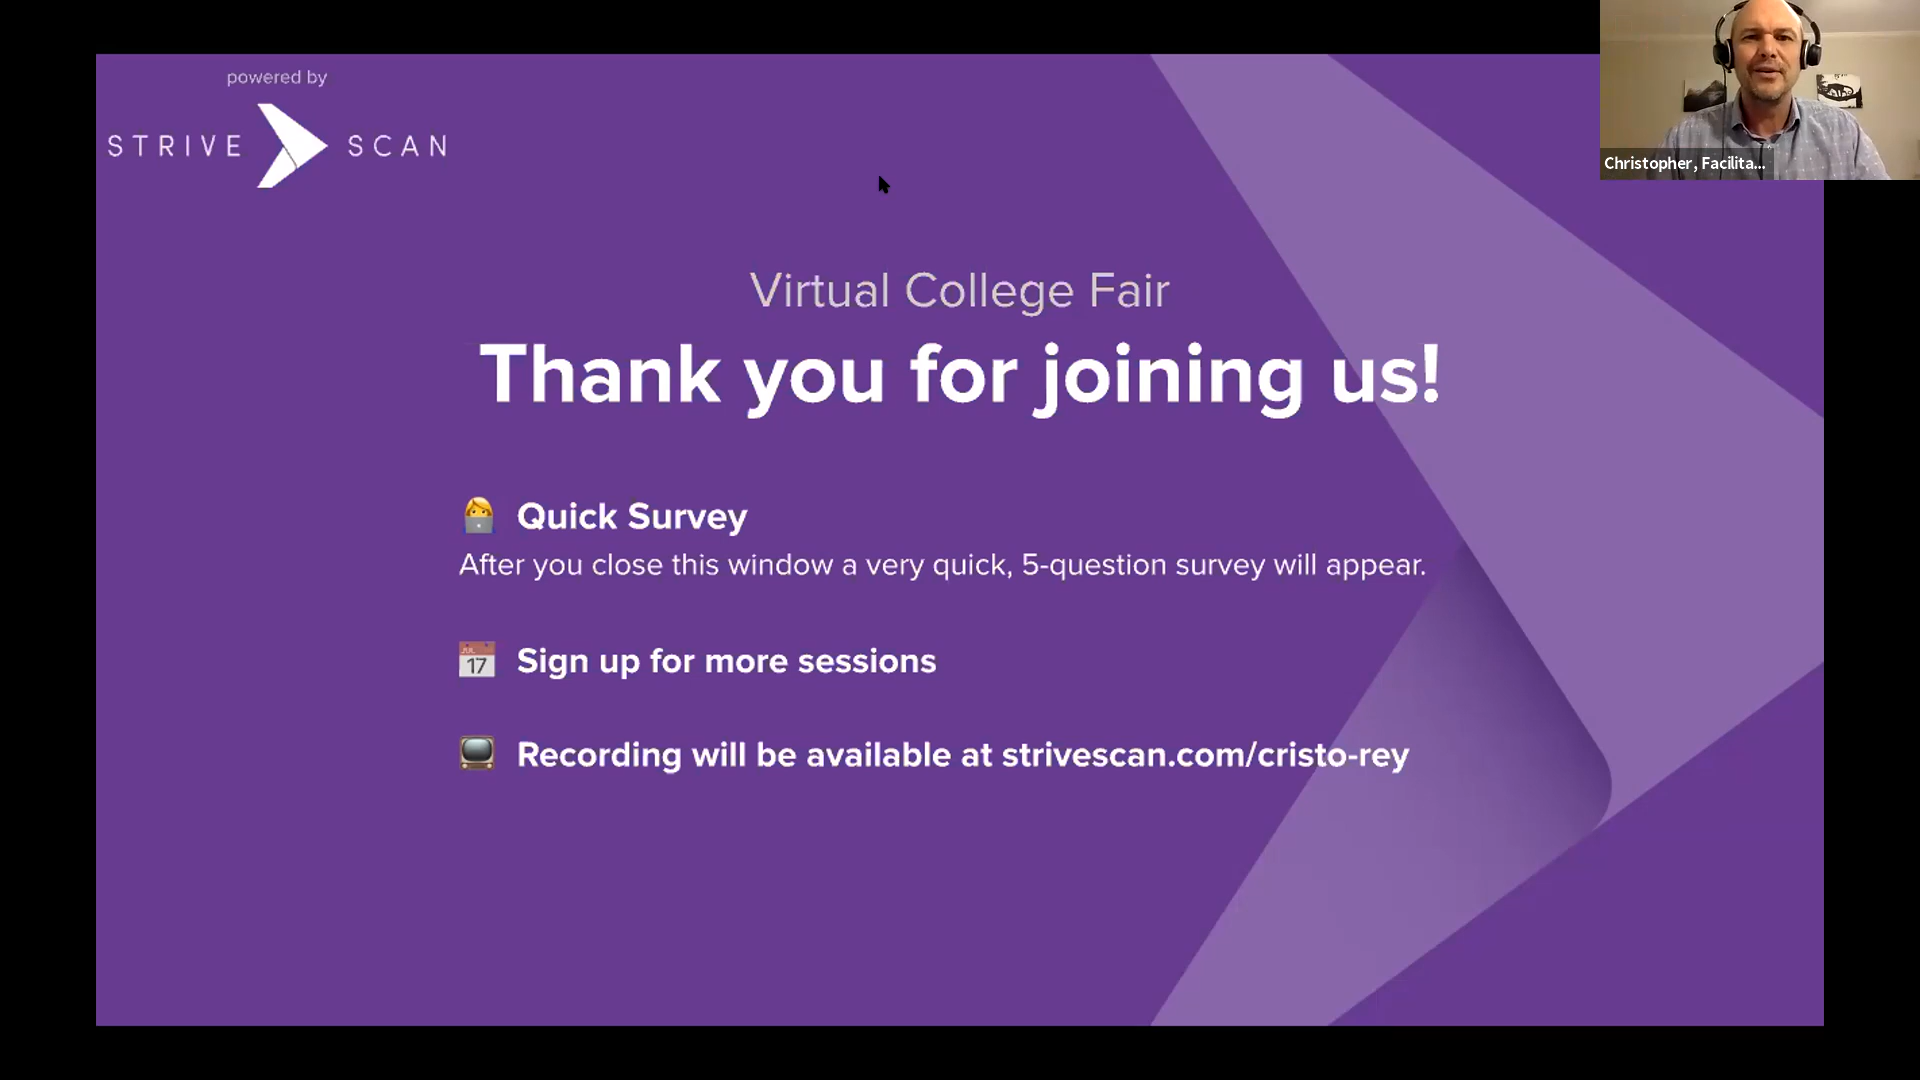 powered by
STRIVE SCAN
Christopher, Facilita...
Virtual College Fair
Thank you for joining us!
Quick Survey
After you close this window a very quick, 5-question survey will appear.
JUL
17
Sign up for more sessions
Recording will be available at strivescan.com/cristo-rey